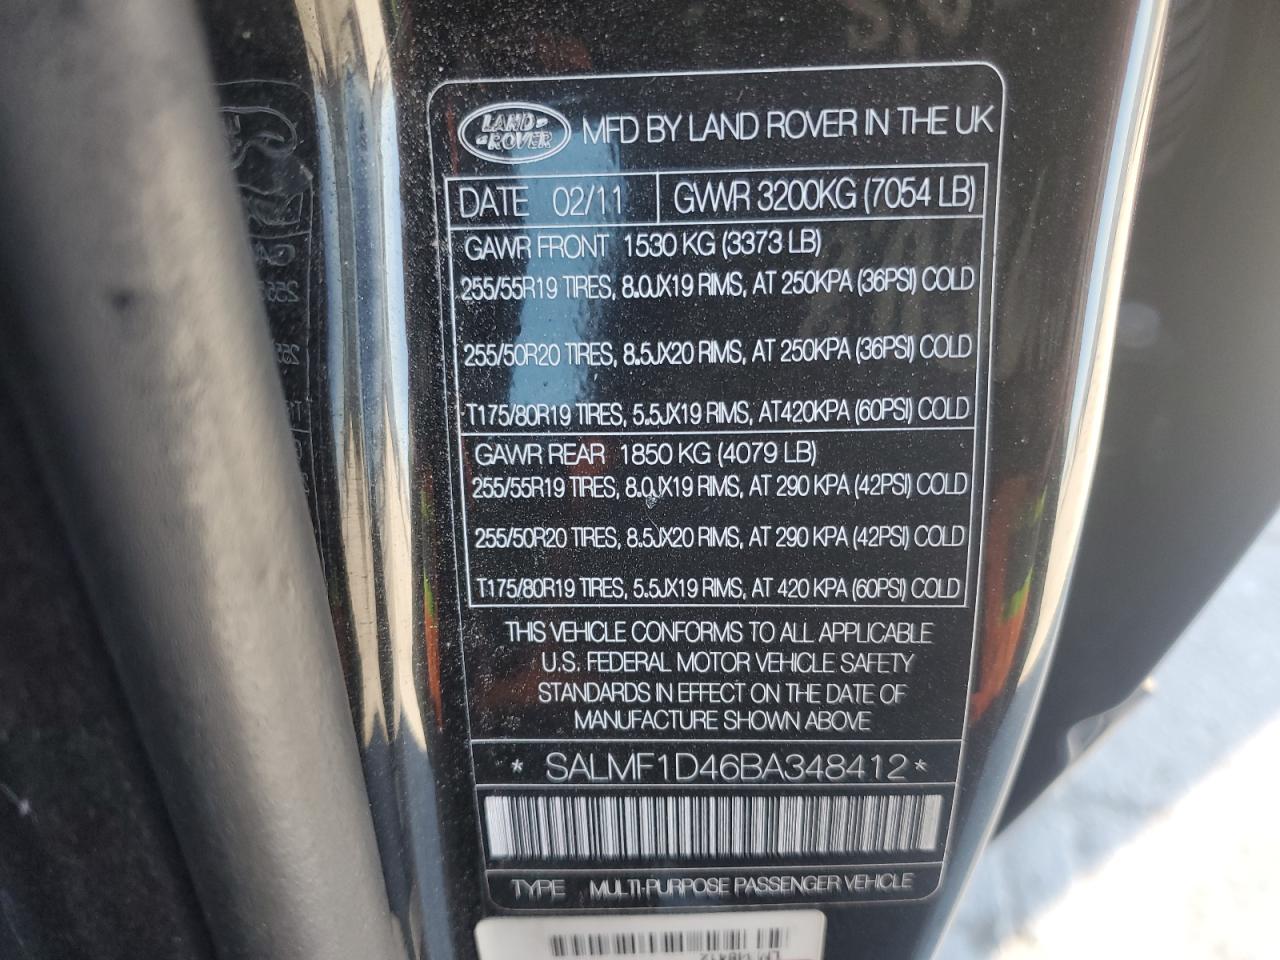 LAND ROVER MFD BY LAND ROVER IN THE UK
DATE 02/11 GVWR 3200KG (7054 LB)
GAWR FRONT 1530 KG (3373 LB)
255/55R19 TIRES, 8.0JX19 RIMS, AT 250KPA (36PSI) COLD
255/50R20 TIRES, 8.5JX20 RIMS, AT 250KPA (36PSI) COLD
T175/80R19 TIRES, 5.5JX19 RIMS, AT420KPA (60PSI) COLD
GAWR REAR 1850 KG (4079 LB)
255/55R19 TIRES, 8.0JX19 RIMS, AT 290 KPA (42PSI) COLD
255/50R20 TIRES, 8.5JX20 RIMS, AT 290 KPA (42PSI) COLD
T175/80R19 TIRES, 5.5JX19 RIMS, AT 420 KPA (60PSI) COLD
THIS VEHICLE CONFORMS TO ALL APPLICABLE
U.S. FEDERAL MOTOR VEHICLE SAFETY
STANDARDS IN EFFECT ON THE DATE OF
MANUFACTURE SHOWN ABOVE
* SALMF1D46BA348412 *
TYPE MULTI-PURPOSE PASSENGER VEHICLE